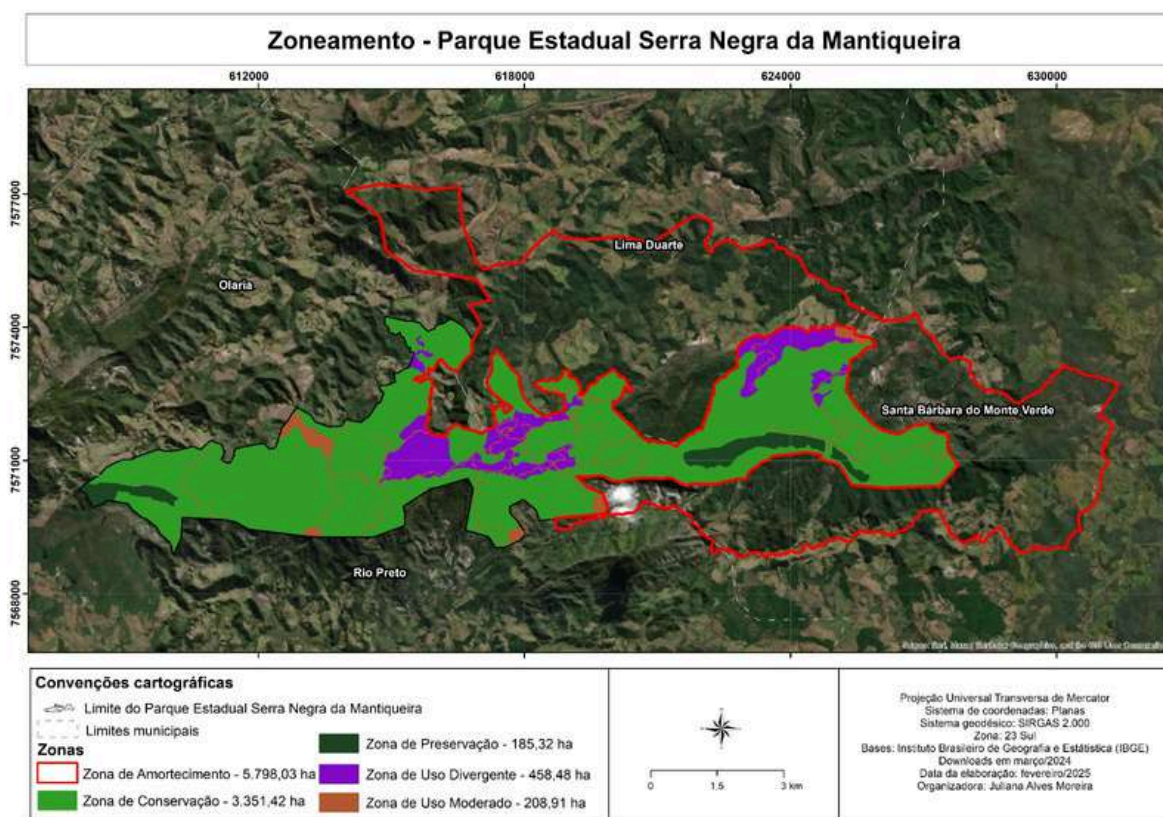 Zoneamento - Parque Estadual Serra Negra da Mantiqueira
612000 618000 624000 630000
7577000
7574000
7571000
7568000
Lima Duarte
Olaria
Santa Bárbara do Monte Verde
Rio Preto
Convenções cartográficas
Limite do Parque Estadual Serra Negra da Mantiqueira
Limites municipais
Zonas
Zona de Amortecimento - 5.798,03 ha
Zona de Conservação - 3.351,42 ha
Zona de Preservação - 185,32 ha
Zona de Uso Divergente - 458,48 ha
Zona de Uso Moderado - 208,91 ha
0 1.5 3 km
Projeção Universal Transversa de Mercator
Sistema de coordenadas: Planas
Sistema geodésico: SIRGAS 2.000
Zona: 23 Sul
Bases: Instituto Brasileiro de Geografia e Estatística (IBGE)
Downloads em março/2024
Data da elaboração: fevereiro/2025
Organizadora: Juliana Alves Moreira